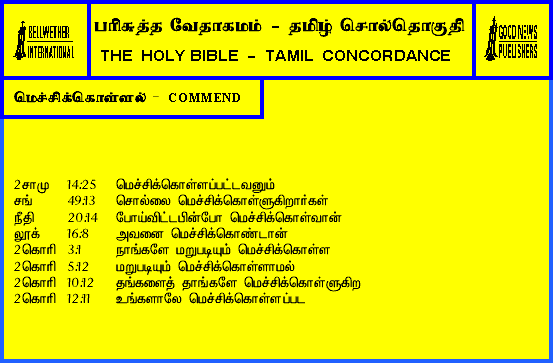 BELLWETHER
INTERNATIONAL
பரிசுத்த வேதாகமம் - தமிழ் சொல்தொகுதி
THE HOLY BIBLE - TAMIL CONCORDANCE
GOOD NEWS
PUBLISHERS
மெச்சிக்கொள்ளல் - COMMEND
2சாமு 14:25 மெச்சிக்கொள்ளப்பட்டவனும்
சங் 49:13 சொல்லை மெச்சிக்கொள்ளுகிறார்கள்
நீதி 20:14 போய்விட்டபின்போ மெச்சிக்கொள்வான்
லூக் 16:8 அவனை மெச்சிக்கொண்டான்
2கொரி 3:1 நாங்களே மறுபடியும் மெச்சிக்கொள்ள
2கொரி 5:12 மறுபடியும் மெச்சிக்கொள்ளாமல்
2கொரி 10:12 தங்களைத் தாங்களே மெச்சிக்கொள்ளுகிற
2கொரி 12:11 உங்களாலே மெச்சிக்கொள்ளப்பட